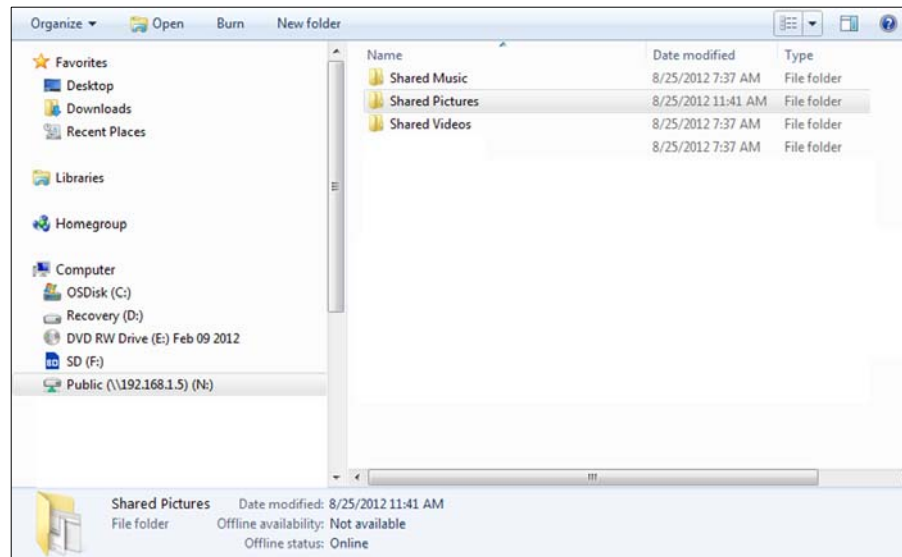 Organize Open Burn New folder
Favorites
Desktop
Downloads
Recent Places
Libraries
Homegroup
Computer
OSDisk (C:)
Recovery (D:)
DVD RW Drive (E:) Feb 09 2012
SD (F:)
Public (\\192.168.1.5) (N:)
Name Date modified Type
Shared Music 8/25/2012 7:37 AM File folder
Shared Pictures 8/25/2012 11:41 AM File folder
Shared Videos 8/25/2012 7:37 AM File folder
8/25/2012 7:37 AM File folder
Shared Pictures Date modified: 8/25/2012 11:41 AM
File folder Offline availability: Not available
Offline status: Online